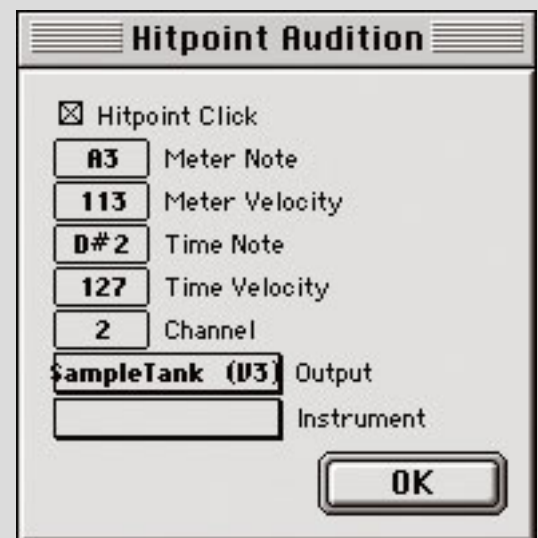 Hitpoint Audition
Hitpoint Click
A3 Meter Note
113 Meter Velocity
D#2 Time Note
127 Time Velocity
2 Channel
SampleTank (V3) Output
Instrument
OK